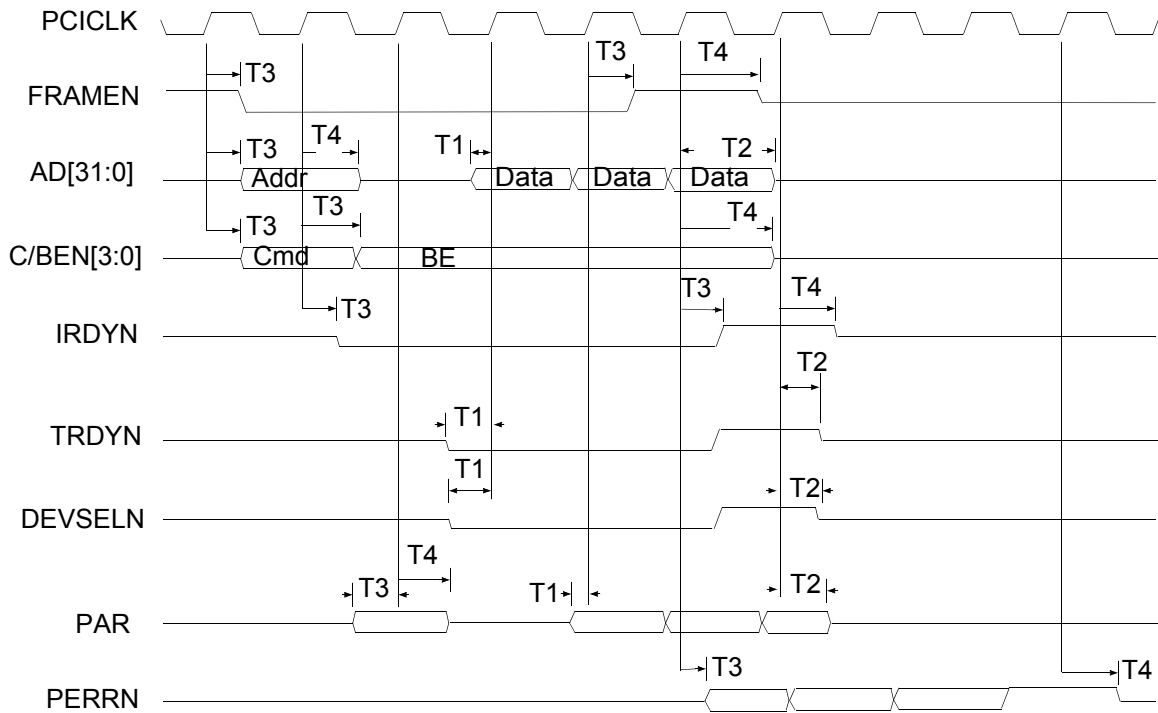 PCICLK
T3 T3 T4
FRAMEN
T3 T4 T1 T2
AD[31:0] Addr Data Data Data
T3 T3 T4
C/BEN[3:0] Cmd BE
T3 T3 T4
IRDYN
T2
T1
TRDYN
T1
T2
DEVSELN
T4
T3 T1 T2
PAR
T3 T4
PERRN